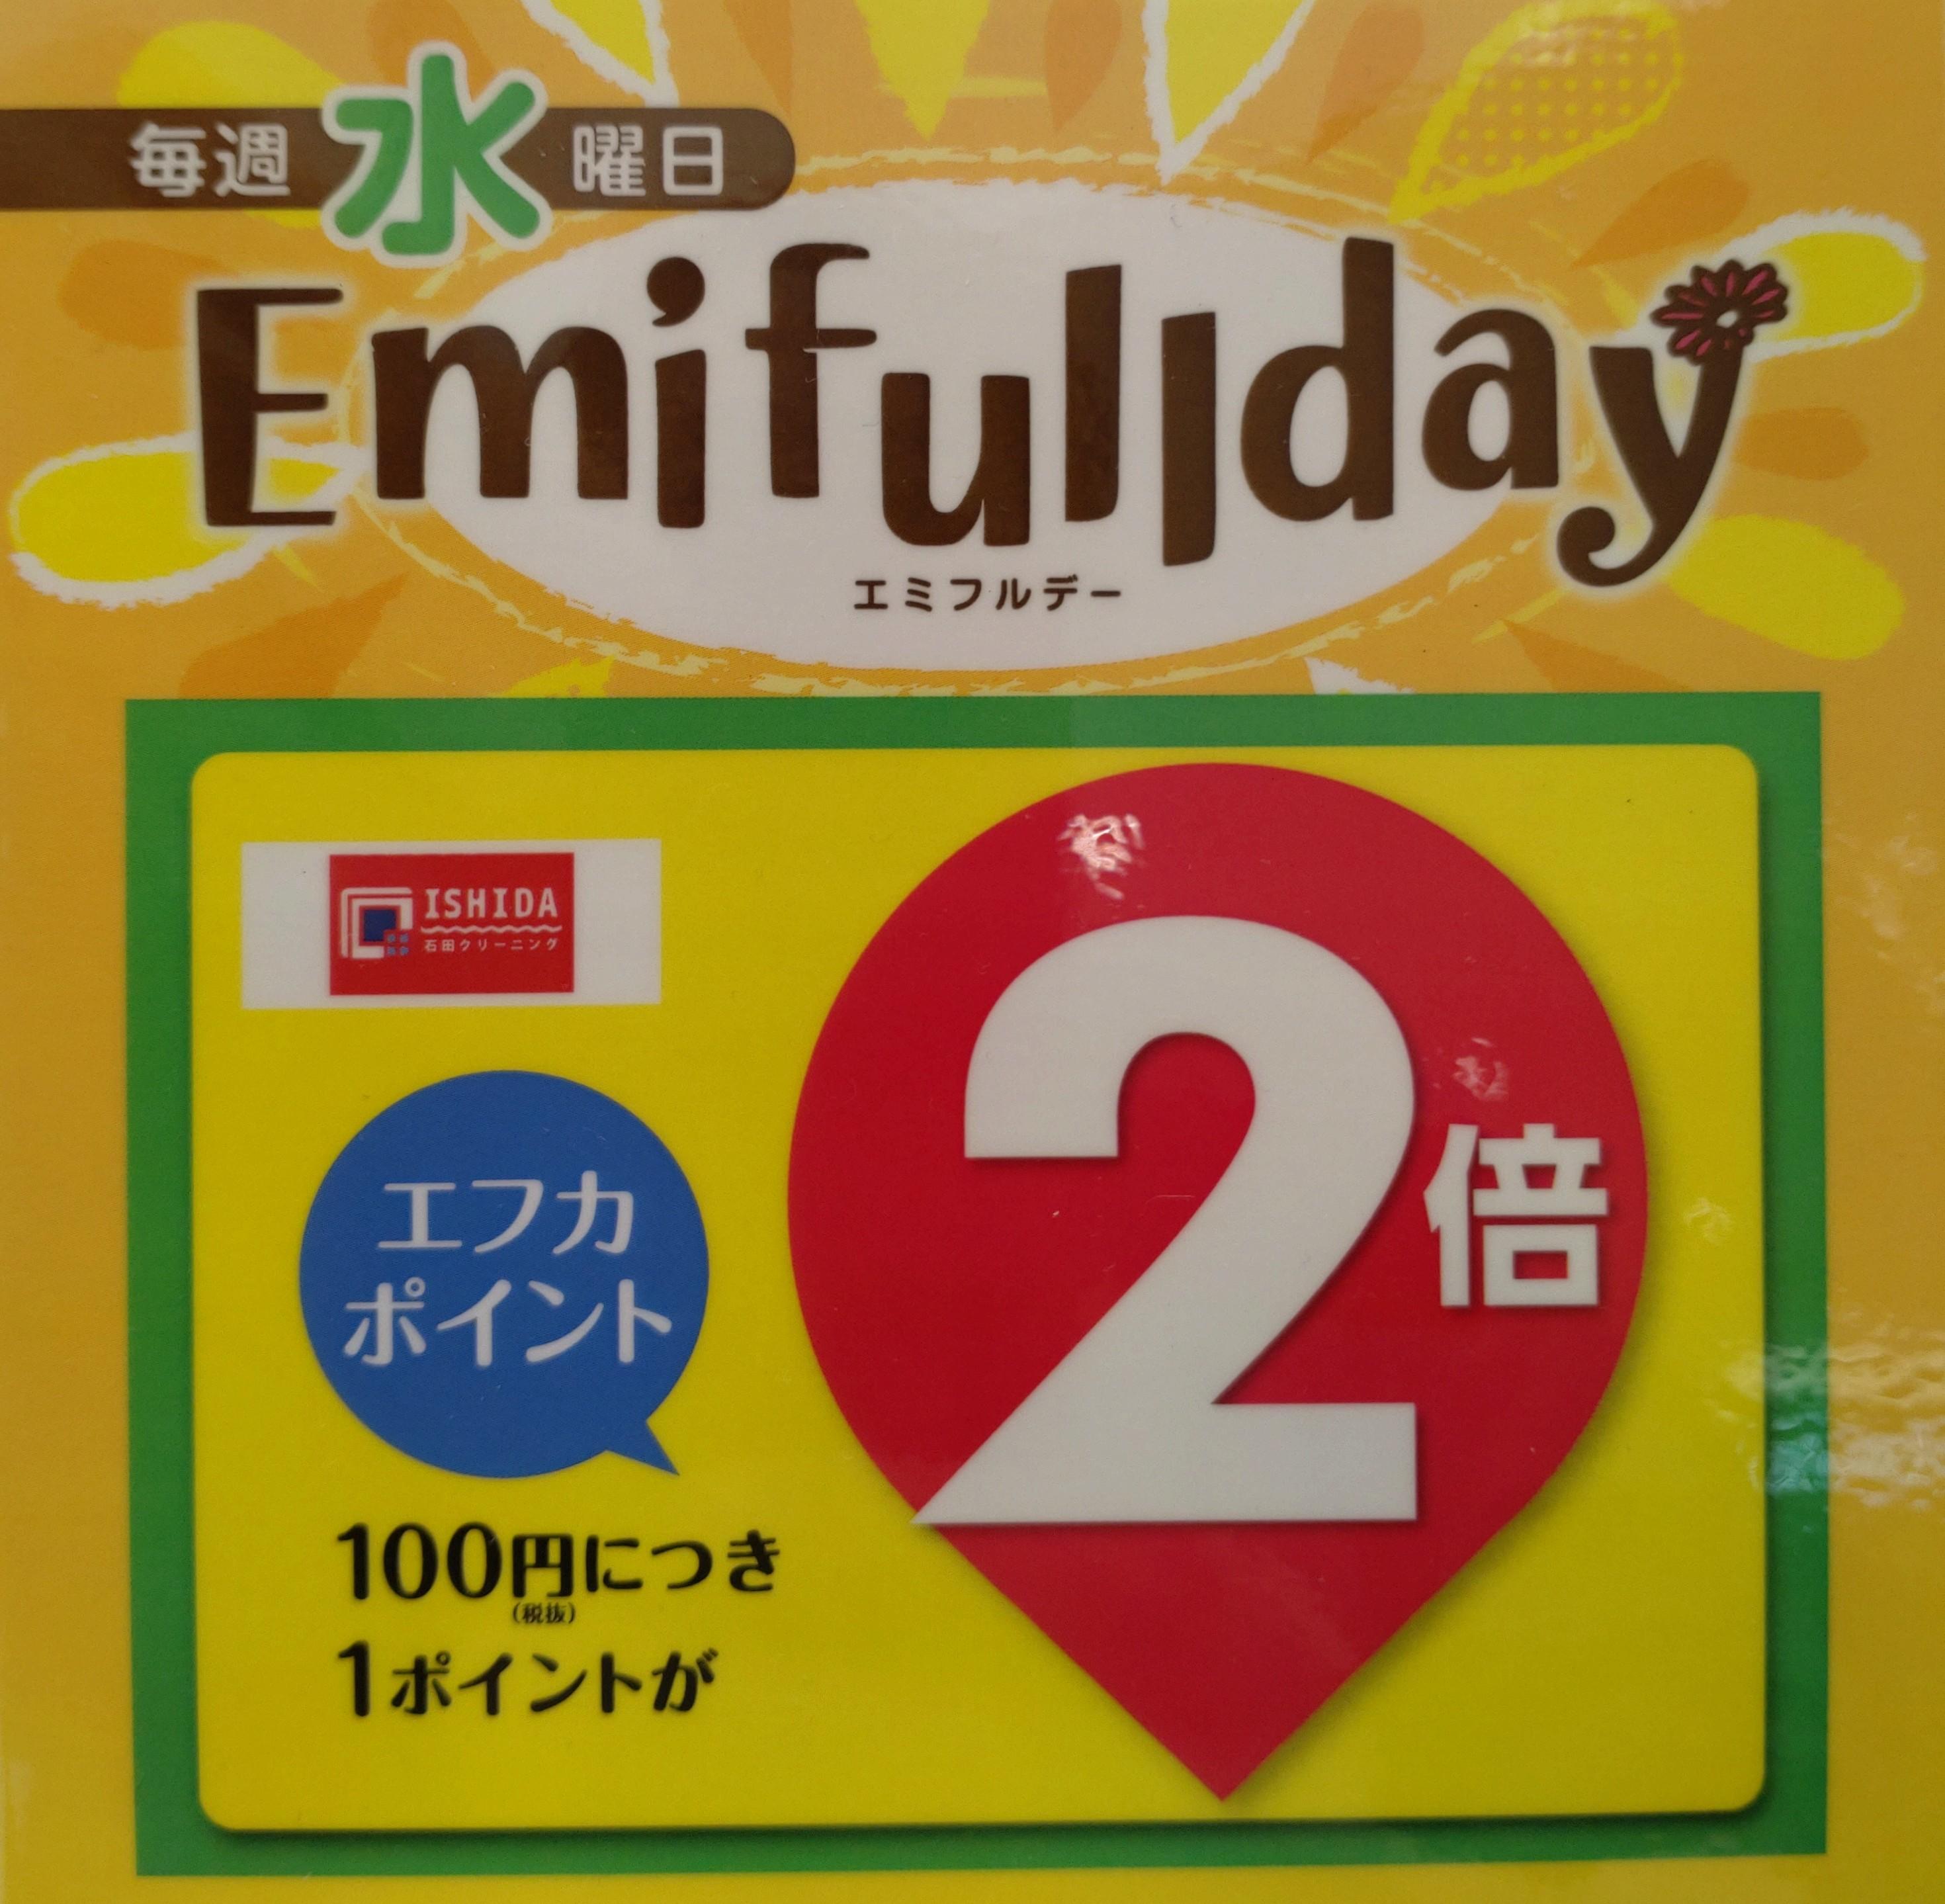 毎週水曜日
Emifullday
エミフルデー
ISHIDA
石田クリーニング
エフカ
ポイント
2倍
100円につき
(税抜)
1ポイントが